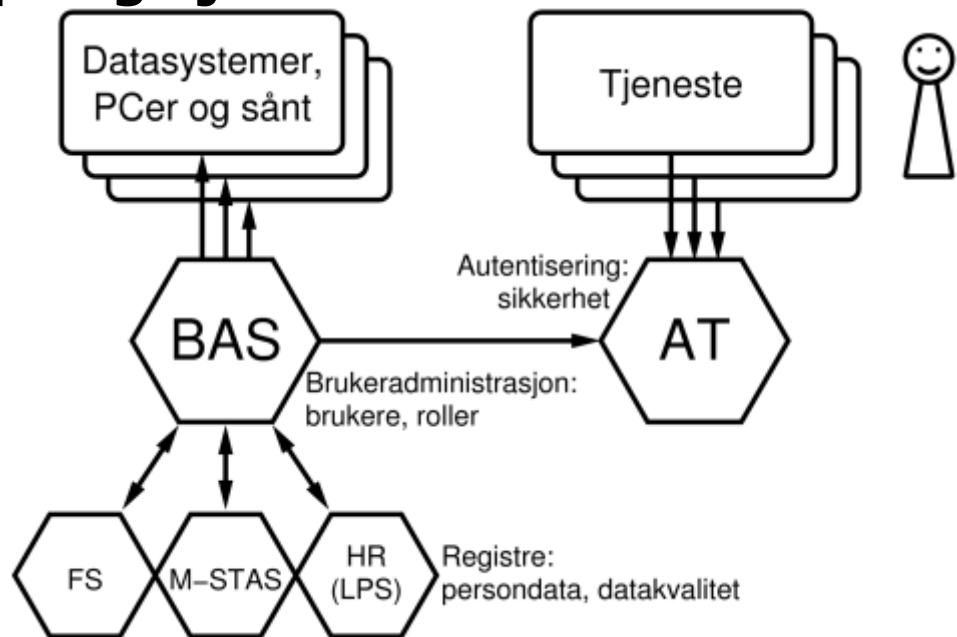 Datasystemer,
PCer og sånt
Tjeneste
Autentisering:
sikkerhet
BAS
AT
Brukeradministrasjon:
brukere, roller
FS
M–STAS
HR
(LPS)
Registre:
persondata, datakvalitet